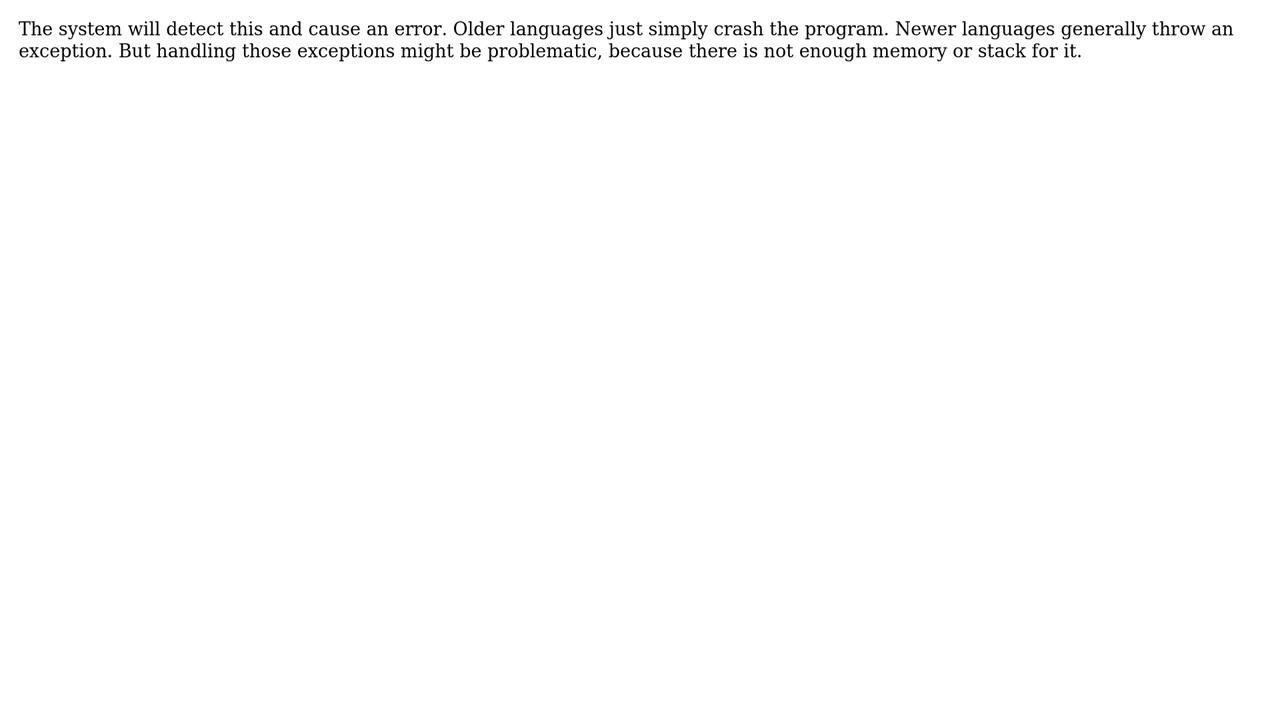 The system will detect this and cause an error. Older languages just simply crash the program. Newer languages generally throw an
exception. But handling those exceptions might be problematic, because there is not enough memory or stack for it.